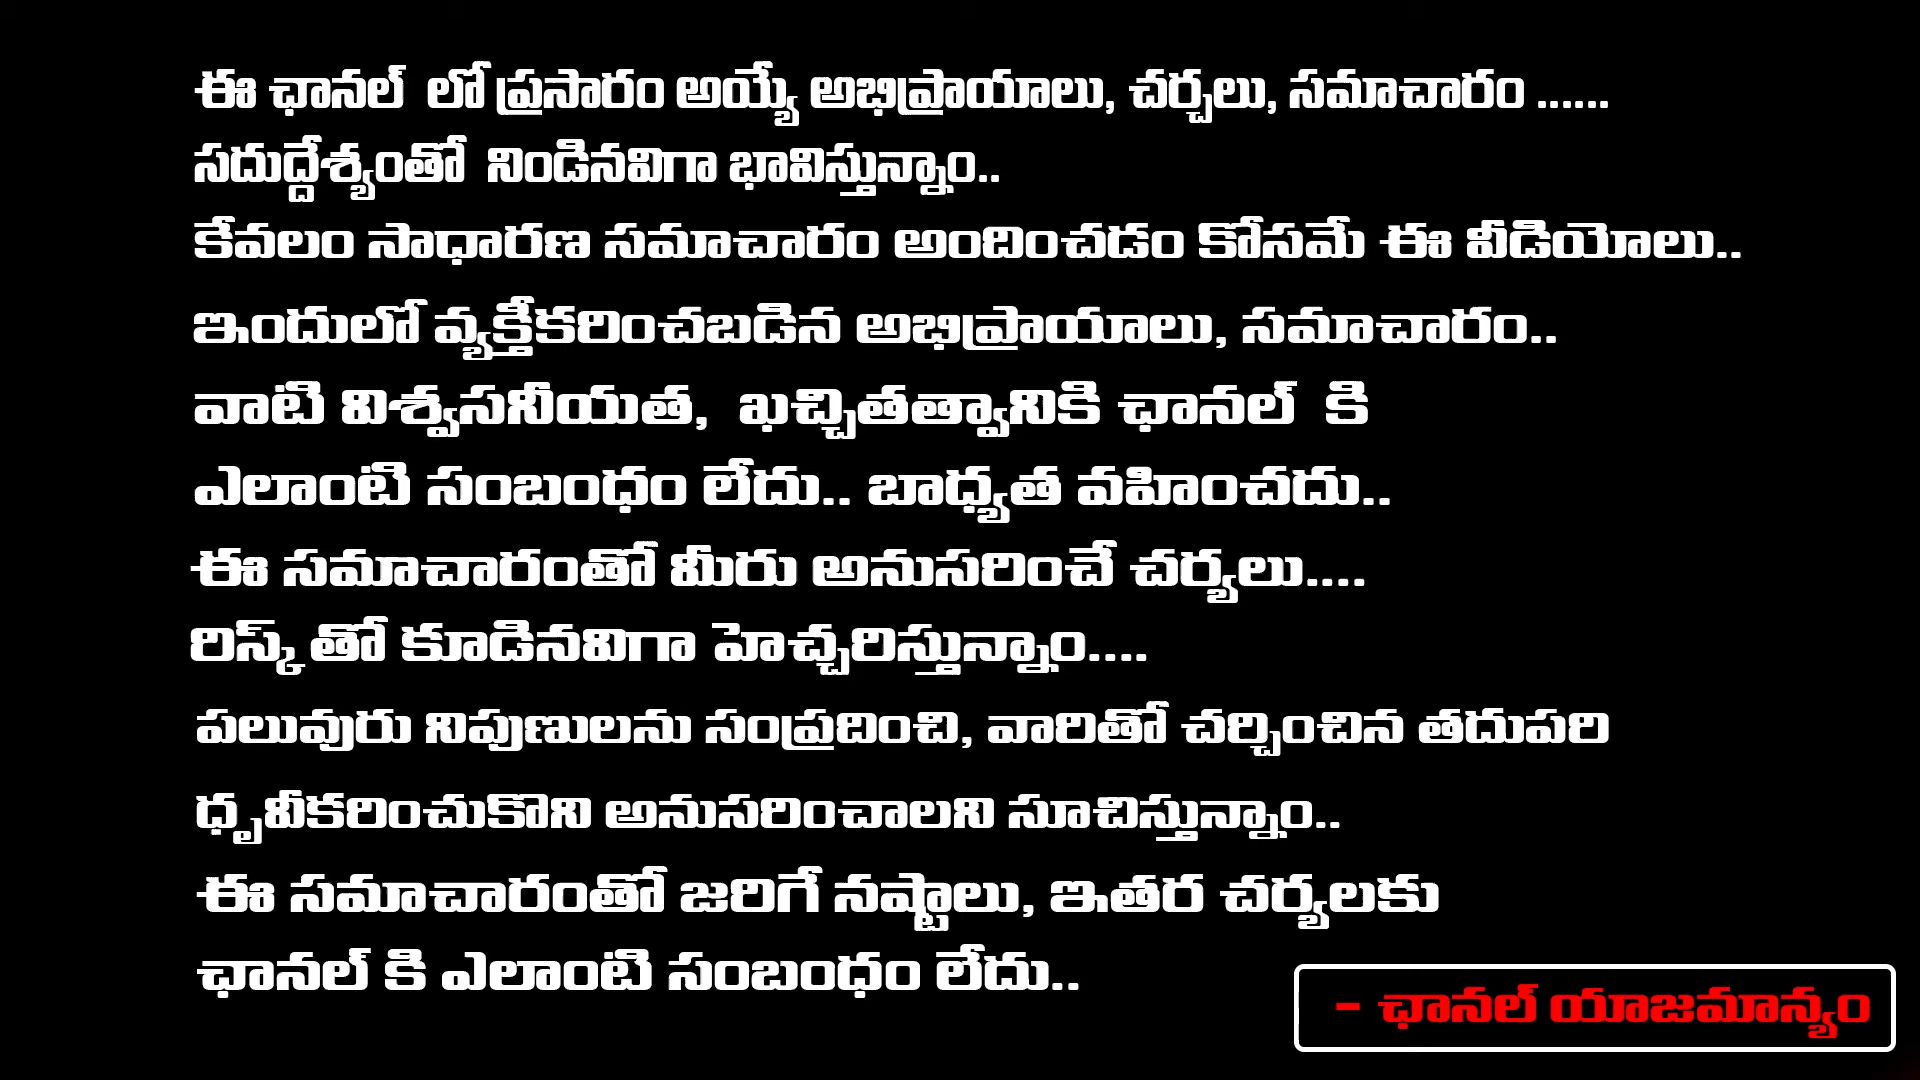 ఈ ఛానల్ లో ప్రసారం అయ్యే అభిప్రాయాలు, చర్చలు, సమాచారం ......
సదుద్దేశ్యంతో నిండినవిగా భావిస్తున్నాం..
కేవలం సాధారణ సమాచారం అందించడం కోసమే ఈ వీడియోలు..
ఇందులో వ్యక్తీకరించబడిన అభిప్రాయాలు, సమాచారం..
వాటి విశ్వసనీయత, ఖచ్చితత్వానికి ఛానల్ కి
ఎలాంటి సంబంధం లేదు.. బాధ్యత వహించదు..
ఈ సమాచారంతో మీరు అనుసరించే చర్యలు....
రిస్క్ తో కూడినవిగా హెచ్చరిస్తున్నాం....
పలువురు నిపుణులను సంప్రదించి, వారితో చర్చించిన తదుపరి
ధృవీకరించుకొని అనుసరించాలని సూచిస్తున్నాం..
ఈ సమాచారంతో జరిగే నష్టాలు, ఇతర చర్యలకు
ఛానల్ కి ఎలాంటి సంబంధం లేదు..
- ఛానల్ యాజమాన్యం